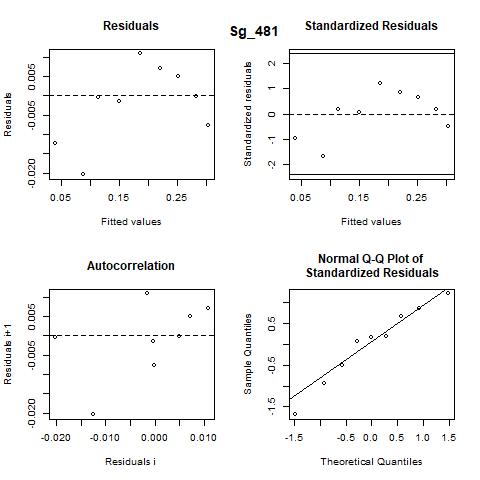 Sg_481
Residuals
Residuals
-0.020
-0.005
0.005
0.05
0.15
0.25
Fitted values
Standardized Residuals
Standardized residuals
-2
-1
0
1
2
0.05
0.15
0.25
Fitted values
Autocorrelation
Residuals i+1
-0.020
-0.005
0.005
-0.020
-0.010
0.000
0.010
Residuals i
Normal Q-Q Plot of
Standardized Residuals
Sample Quantiles
-1.5
-0.5
0.5
-1.5
-0.5
0.0
0.5
1.0
1.5
Theoretical Quantiles